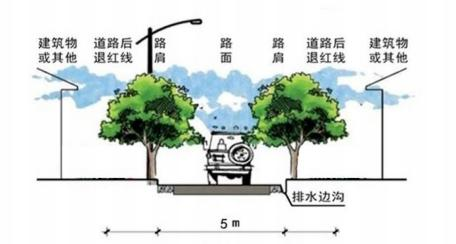 建筑物 道路后 路 路 路 道路后 建筑物
或其他 退红线 肩 面 肩 退红线 或其他
排水边沟
5 m